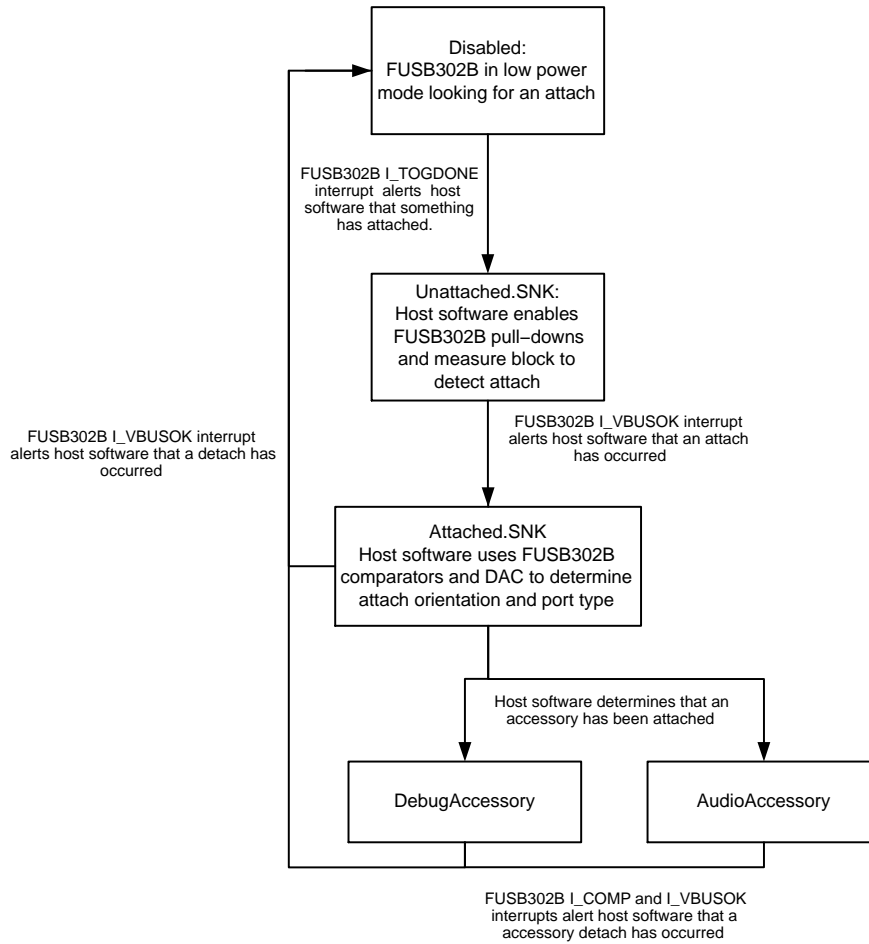 Disabled:
FUSB302B in low power
mode looking for an attach
FUSB302B I_TOGDONE
interrupt alerts host
software that something
has attached.
Unattached.SNK:
Host software enables
FUSB302B pull−downs
and measure block to
detect attach
FUSB302B I_VBUSOK interrupt
alerts host software that a detach has
occurred
FUSB302B I_VBUSOK interrupt
alerts host software that an attach
has occurred
Attached.SNK
Host software uses FUSB302B
comparators and DAC to determine
attach orientation and port type
Host software determines that an
accessory has been attached
DebugAccessory
AudioAccessory
FUSB302B I_COMP and I_VBUSOK
interrupts alert host software that a
accessory detach has occurred